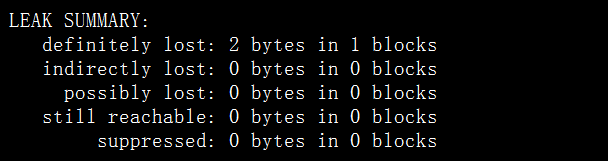 LEAK SUMMARY:
definitely lost: 2 bytes in 1 blocks
indirectly lost: 0 bytes in 0 blocks
possibly lost: 0 bytes in 0 blocks
still reachable: 0 bytes in 0 blocks
suppressed: 0 bytes in 0 blocks